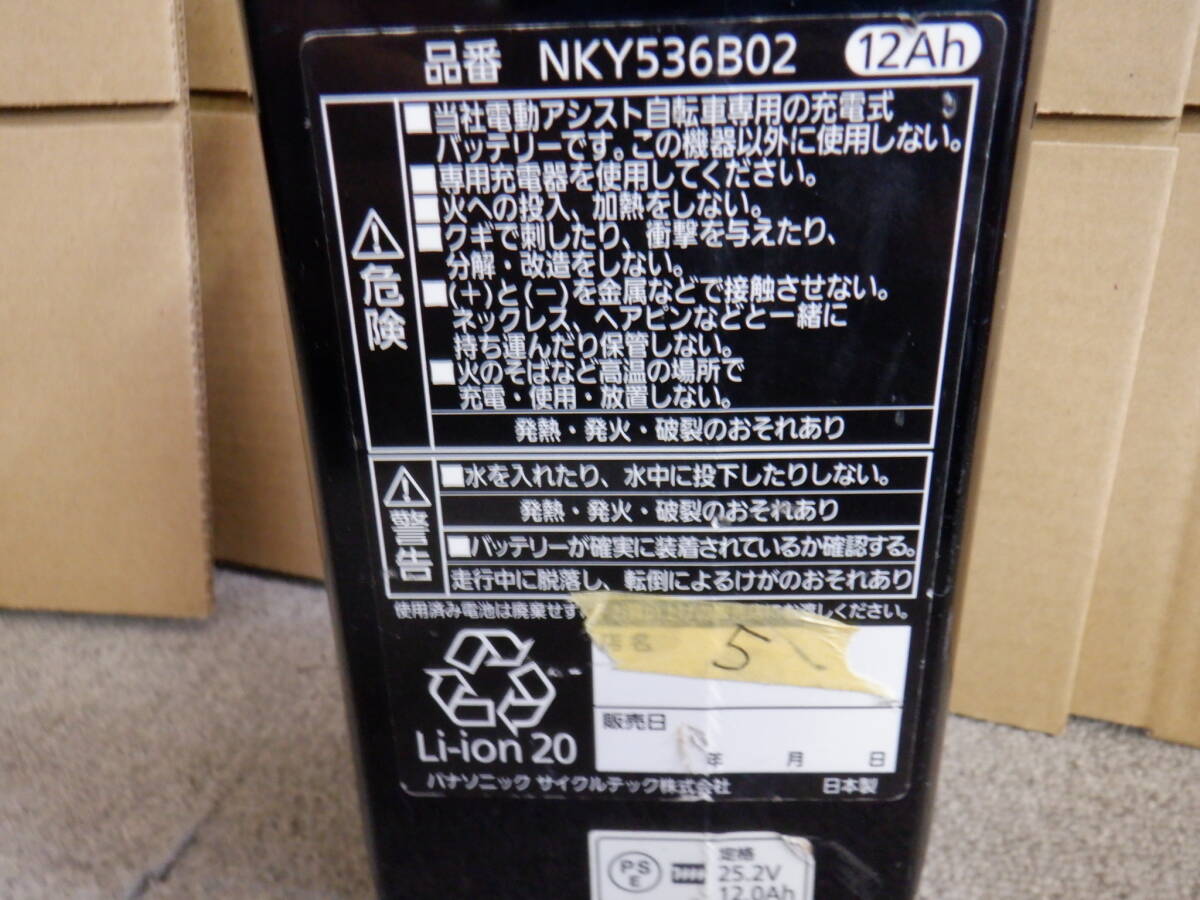 品番 NKY536B02 12Ah
危険
当社電動アシスト自転車専用の充電式
バッテリーです。この機器以外に使用しない。
専用充電器を使用してください。
火への投入、加熱をしない。
クギで刺したり、衝撃を与えたり、
分解・改造をしない。
(+)と(−)を金属などで接触させない。
ネックレス、ヘアピンなどと一緒に
持ち運んだり保管しない。
火のそばなど高温の場所で
充電・使用・放置しない。
発熱・発火・破裂のおそれあり
警告
水を入れたり、水中に投下したりしない。
発熱・発火・破裂のおそれあり
バッテリーが確実に装着されているか確認する。
走行中に脱落し、転倒によるけがのおそれあり
使用済み電池は廃棄せず お渡しください。
店名
5
販売日
年 月 日
Li-ion 20
パナソニック サイクルテック株式会社 日本製
PSE
定格
25.2V
12.0Ah